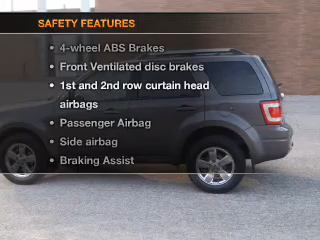 SAFETY FEATURES
• 4-wheel ABS Brakes
• Front Ventilated disc brakes
• 1st and 2nd row curtain head
airbags
• Passenger Airbag
• Side airbag
• Braking Assist